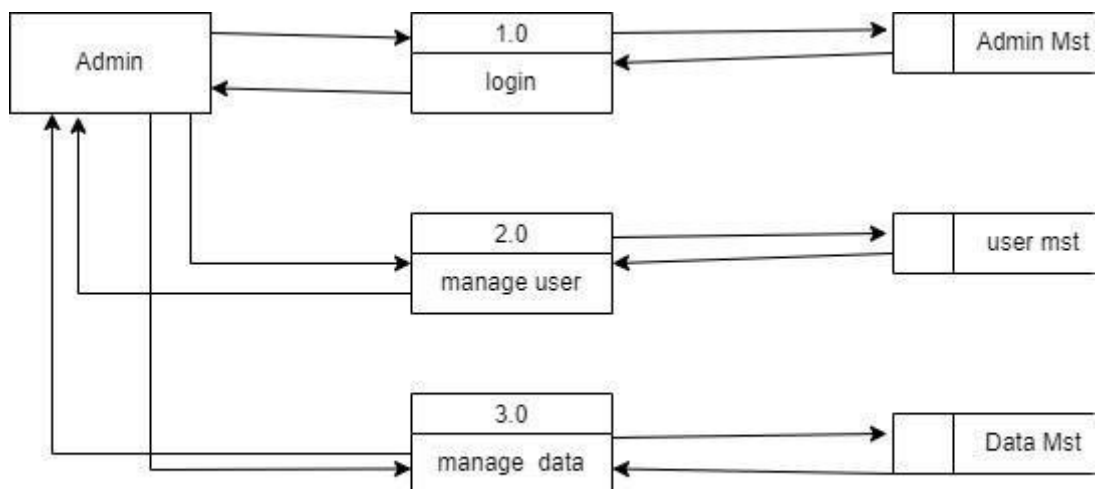 Admin
1.0
login
Admin Mst
2.0
manage user
user mst
3.0
manage data
Data Mst